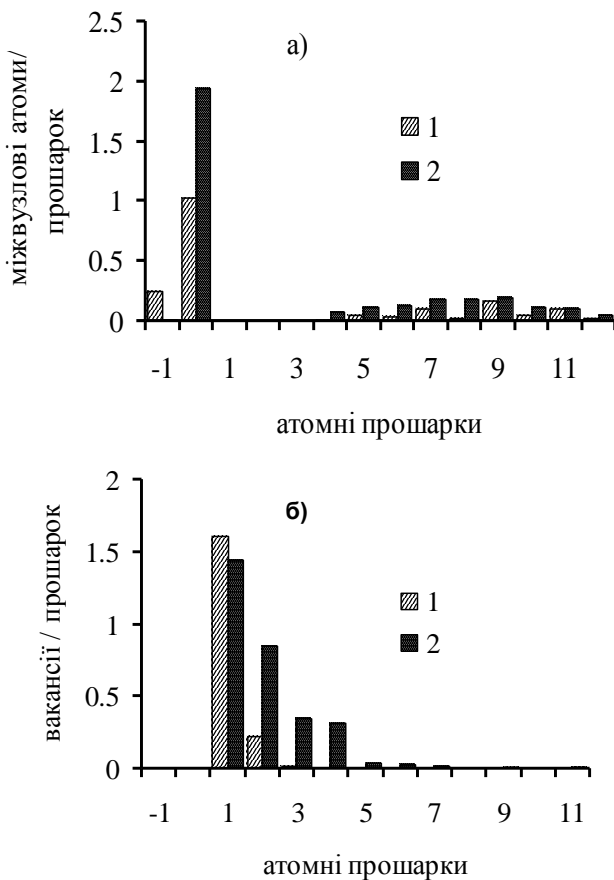 а)
міжвузлові атоми/
прошарок
2.5
2
1.5
1
0.5
0
1
2
-1 1 3 5 7 9 11
атомні прошарки
б)
вакансії / прошарок
2
1.5
1
0.5
0
1
2
-1 1 3 5 7 9 11
атомні прошарки